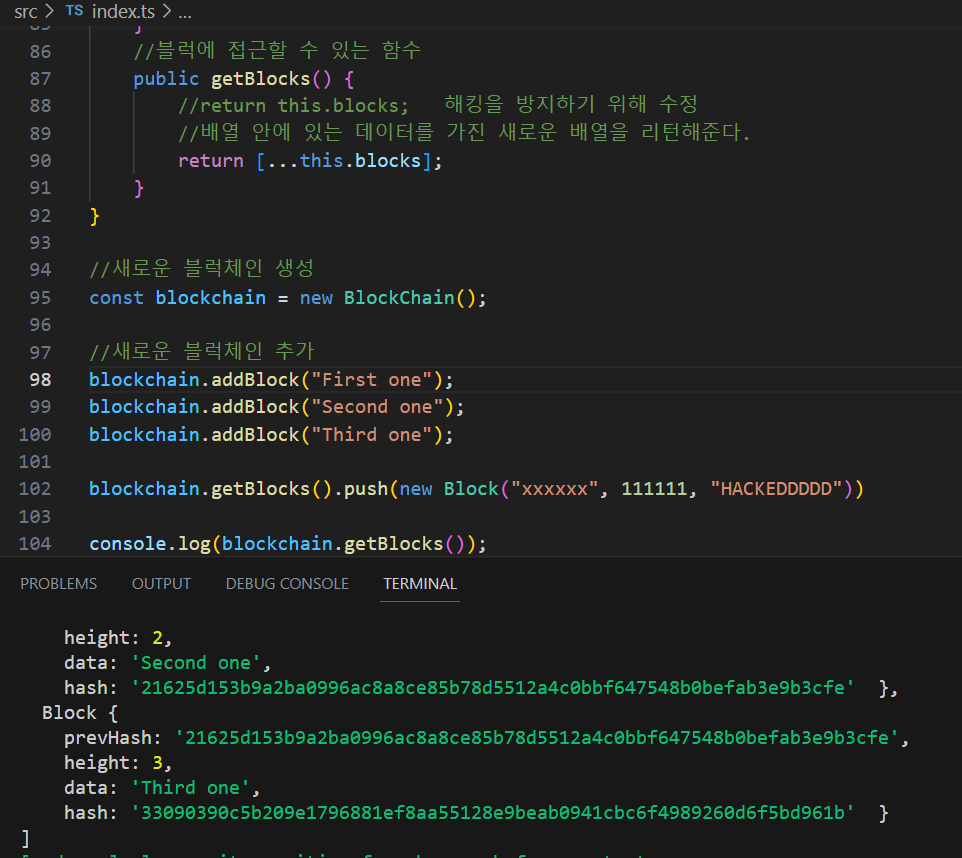 src > TS index.ts > ...
86 //블럭에 접근할 수 있는 함수
87 public getBlocks() {
88 //return this.blocks; 해킹을 방지하기 위해 수정
89 //배열 안에 있는 데이터를 가진 새로운 배열을 리턴해준다.
90 return [...this.blocks];
91 }
92 }
93
94 //새로운 블럭체인 생성
95 const blockchain = new BlockChain();
96
97 //새로운 블럭체인 추가
98 blockchain.addBlock("First one");
99 blockchain.addBlock("Second one");
100 blockchain.addBlock("Third one");
101
102 blockchain.getBlocks().push(new Block("xxxxxx", 111111, "HACKEDDDDD"))
103
104 console.log(blockchain.getBlocks());
PROBLEMS OUTPUT DEBUG CONSOLE TERMINAL
height: 2,
data: 'Second one',
hash: '21625d153b9a2ba0996ac8a8ce85b78d5512a4c0bbf647548b0befab3e9b3cfe' },
Block {
prevHash: '21625d153b9a2ba0996ac8a8ce85b78d5512a4c0bbf647548b0befab3e9b3cfe',
height: 3,
data: 'Third one',
hash: '33090390c5b209e1796881ef8aa55128e9beab0941cbc6f4989260d6f5bd961b' }
]